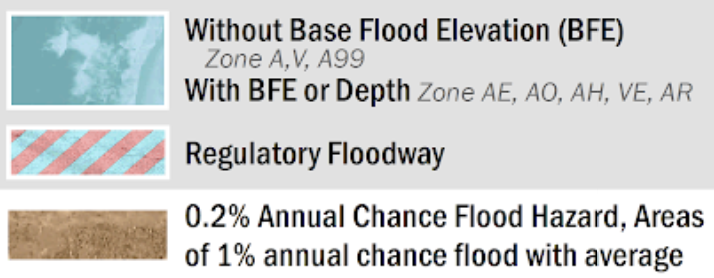 Without Base Flood Elevation (BFE)
Zone A,V, A99
With BFE or Depth Zone AE, AO, AH, VE, AR
Regulatory Floodway
0.2% Annual Chance Flood Hazard, Areas
of 1% annual chance flood with average